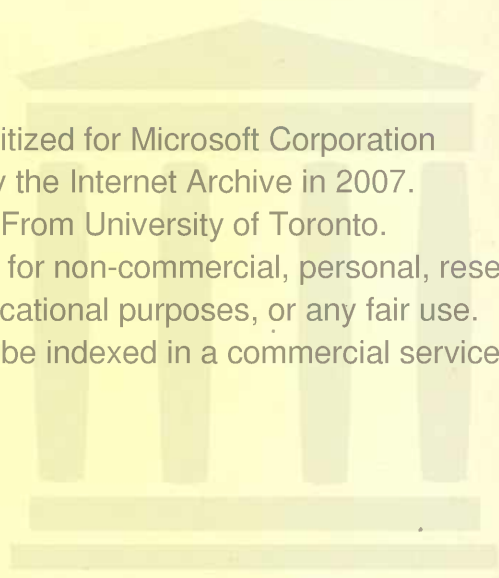 itized for Microsoft Corporation
the Internet Archive in 2007.
From University of Toronto.
for non-commercial, personal, rese
cational purposes, or any fair use.
be indexed in a commercial service